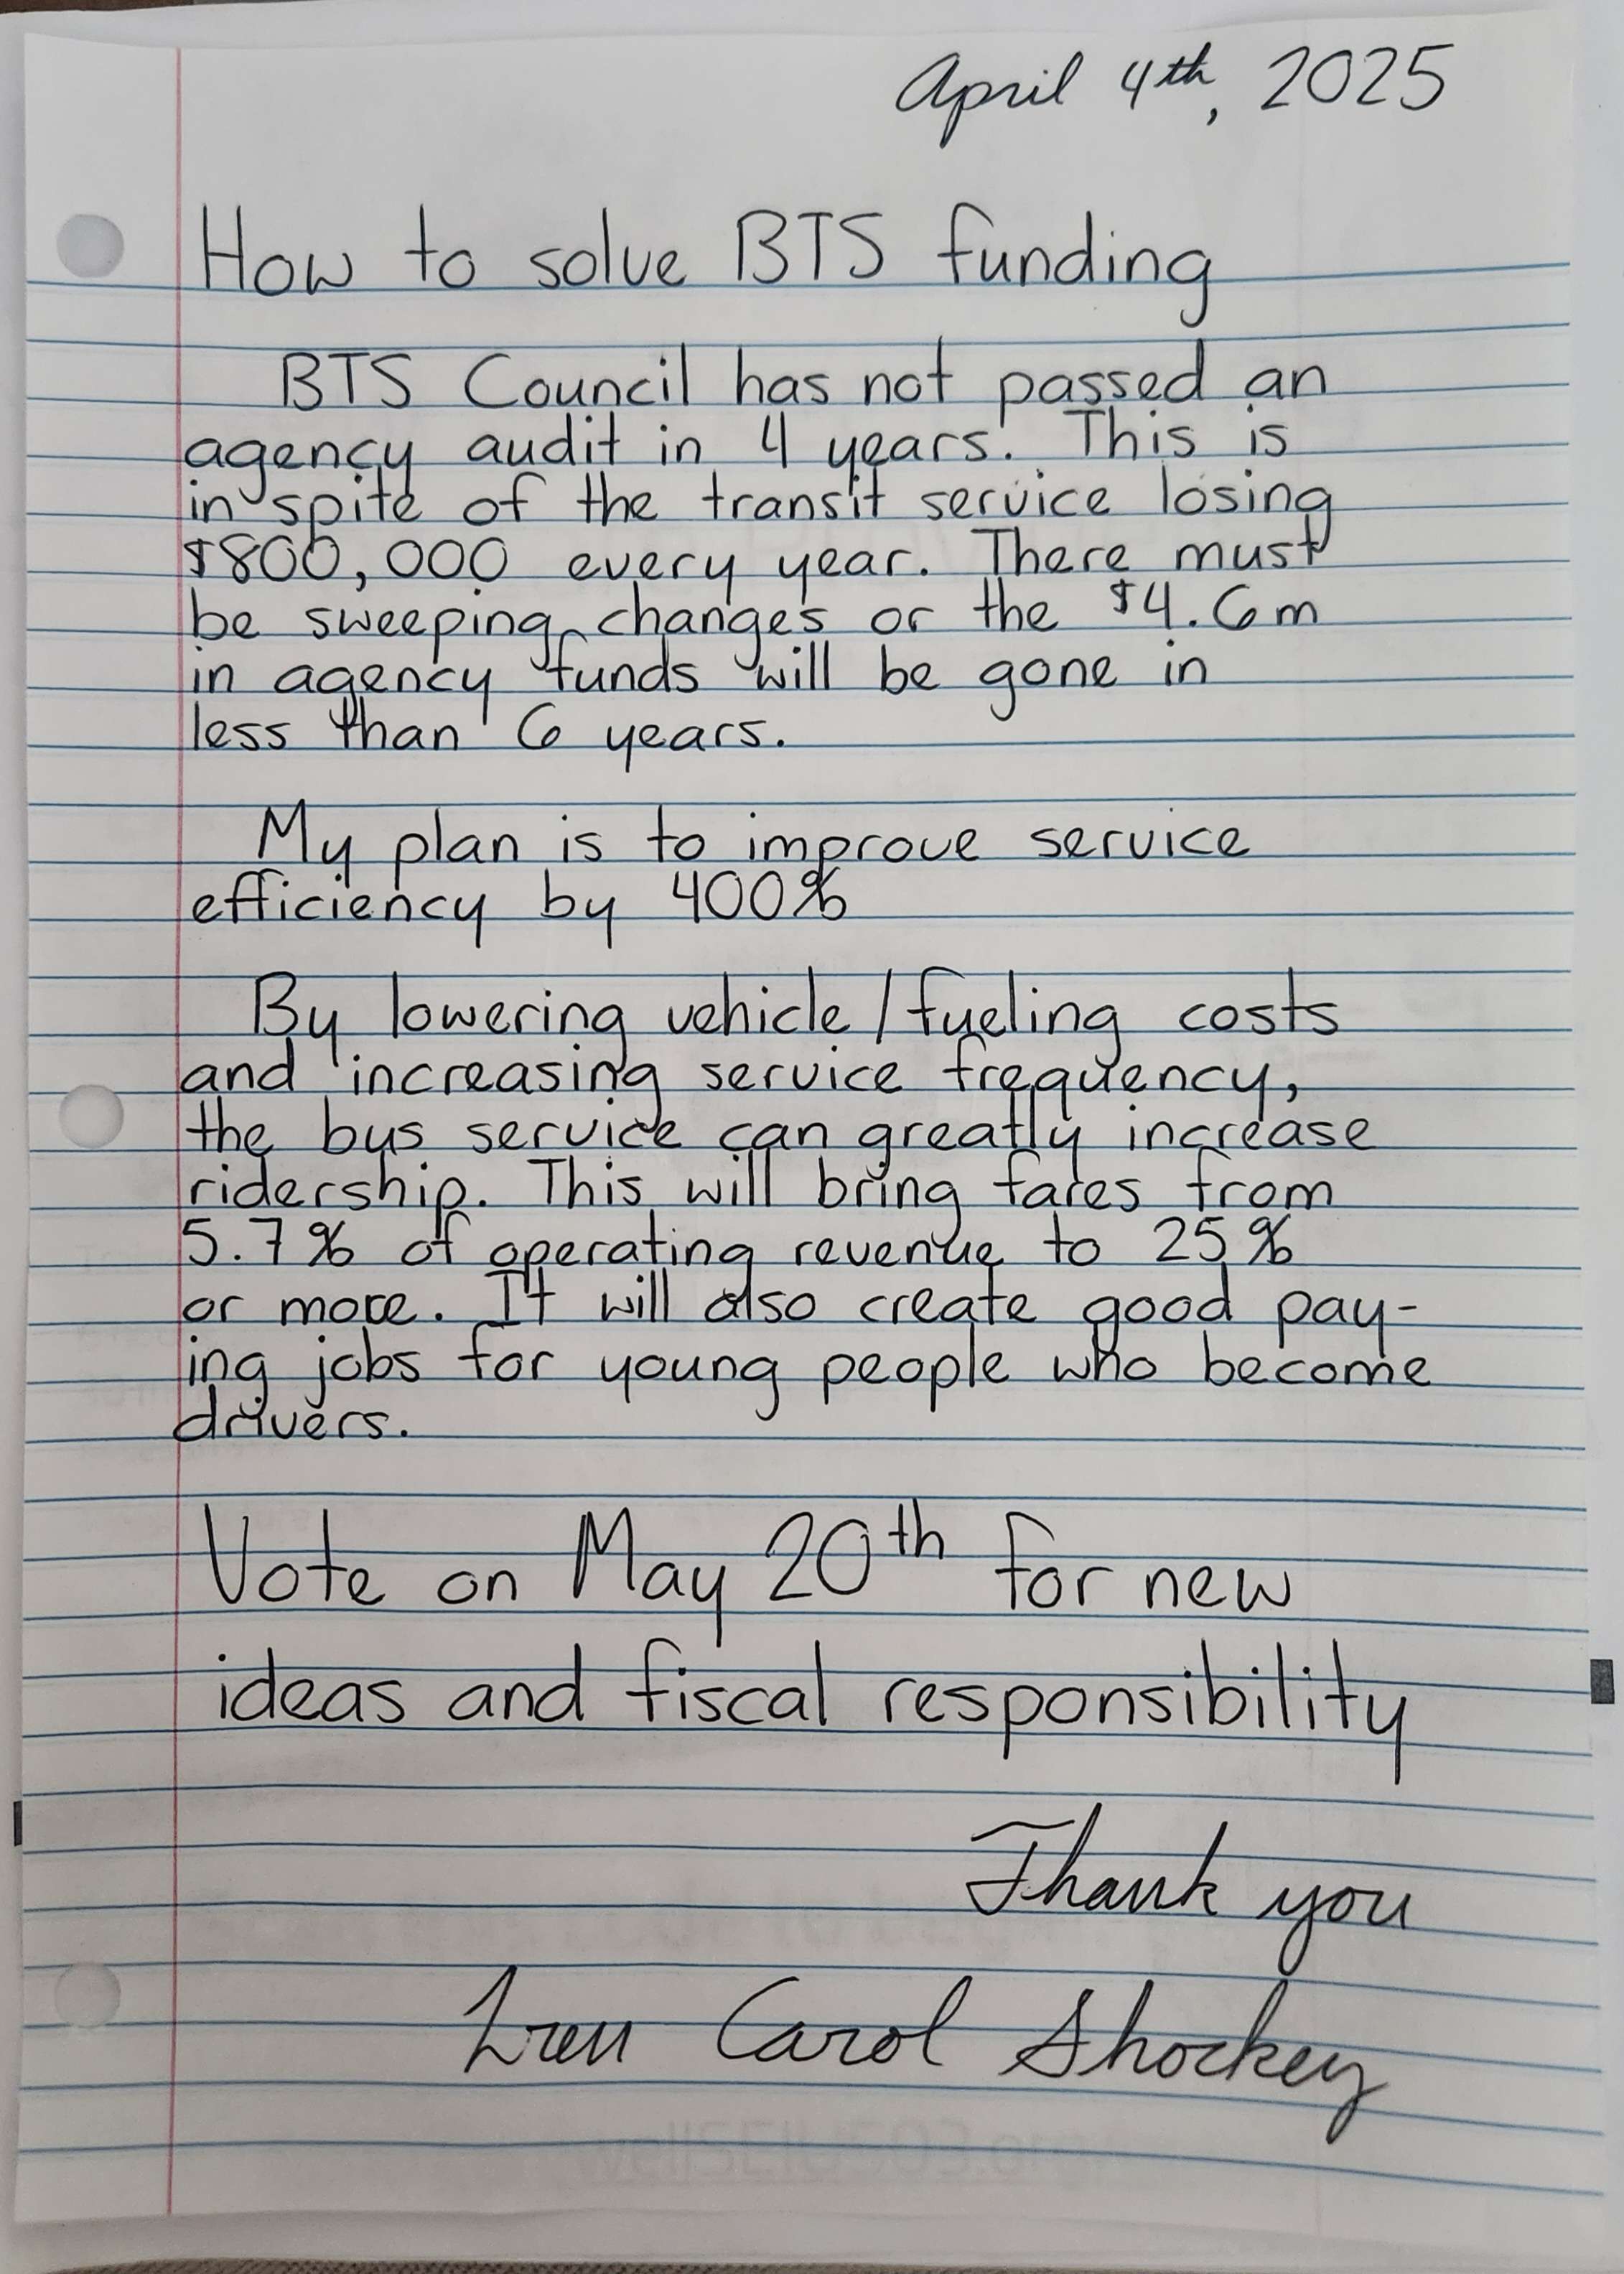 April 4th, 2025
How to solve BTS funding
BTS Council has not passed an
agency audit in 4 years. This is
in spite of the transit service losing
$800,000 every year. There must
be sweeping changes or the $4.6m
in agency funds will be gone in
less than 6 years.
My plan is to improve service
efficiency by 400%
By lowering vehicle/fueling costs
and increasing service frequency,
the bus service can greatly increase
ridership. This will bring fares from
5.7% of operating revenue to 25%
or more. It will also create good pay-
ing jobs for young people who become
drivers.
Vote on May 20th for new
ideas and fiscal responsibility
Thank you
Carol Shockey